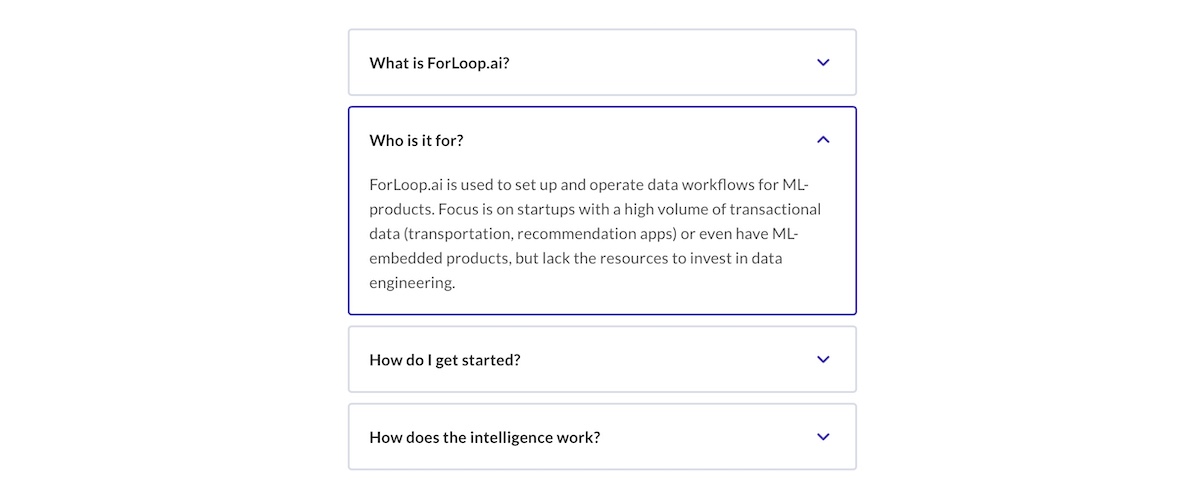 What is ForLoop.ai?
Who is it for?
ForLoop.ai is used to set up and operate data workflows for ML-
products. Focus is on startups with a high volume of transactional
data (transportation, recommendation apps) or even have ML-
embedded products, but lack the resources to invest in data
engineering.
How do I get started?
How does the intelligence work?